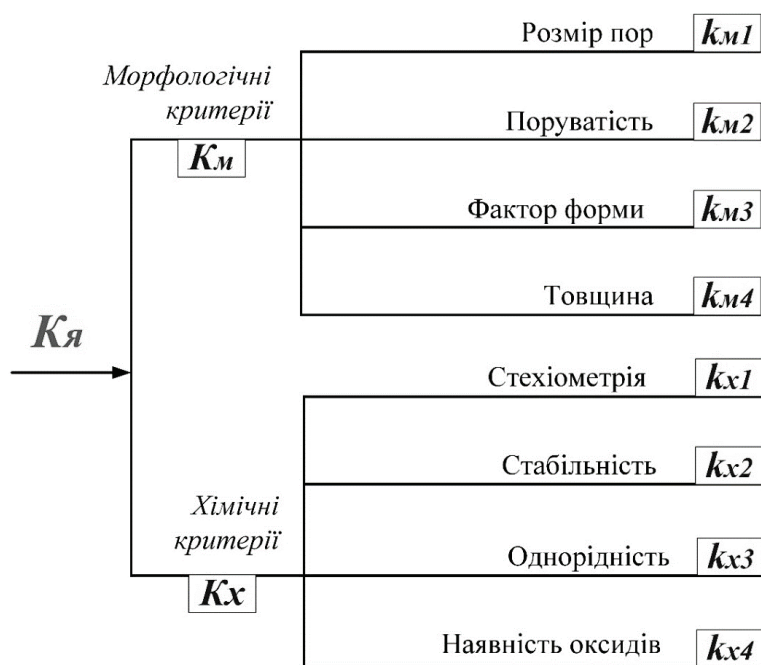 Розмір пор kм1
Морфологічні
критерії
Kм
Поруватість kм2
Фактор форми kм3
Товщина kм4
Kя
Стехіометрія kх1
Стабільність kх2
Хімічні
критерії
Kх
Однорідність kх3
Наявність оксидів kх4